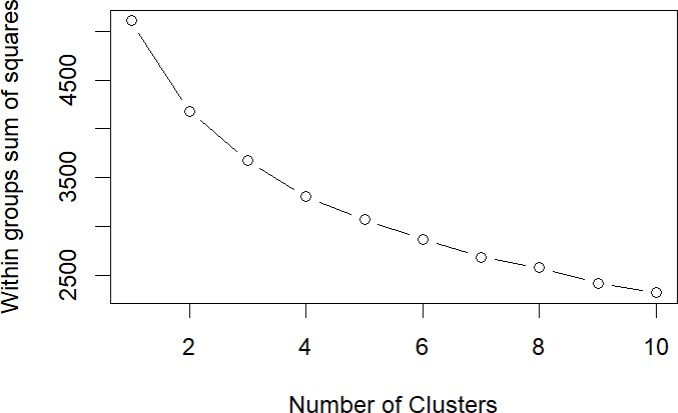 Within groups sum of squares
4500
3500
2500
2 4 6 8 10
Number of Clusters